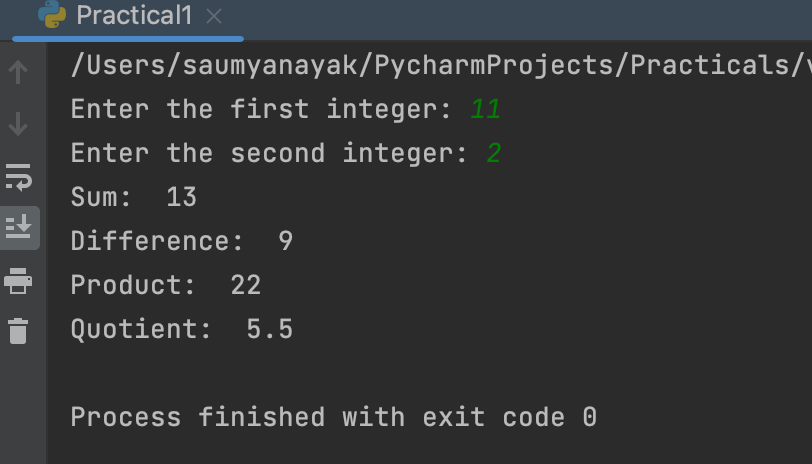 Practical1
/Users/saumyanayak/PycharmProjects/Practicals/
Enter the first integer: 11
Enter the second integer: 2
Sum:  13
Difference:  9
Product:  22
Quotient:  5.5
Process finished with exit code 0